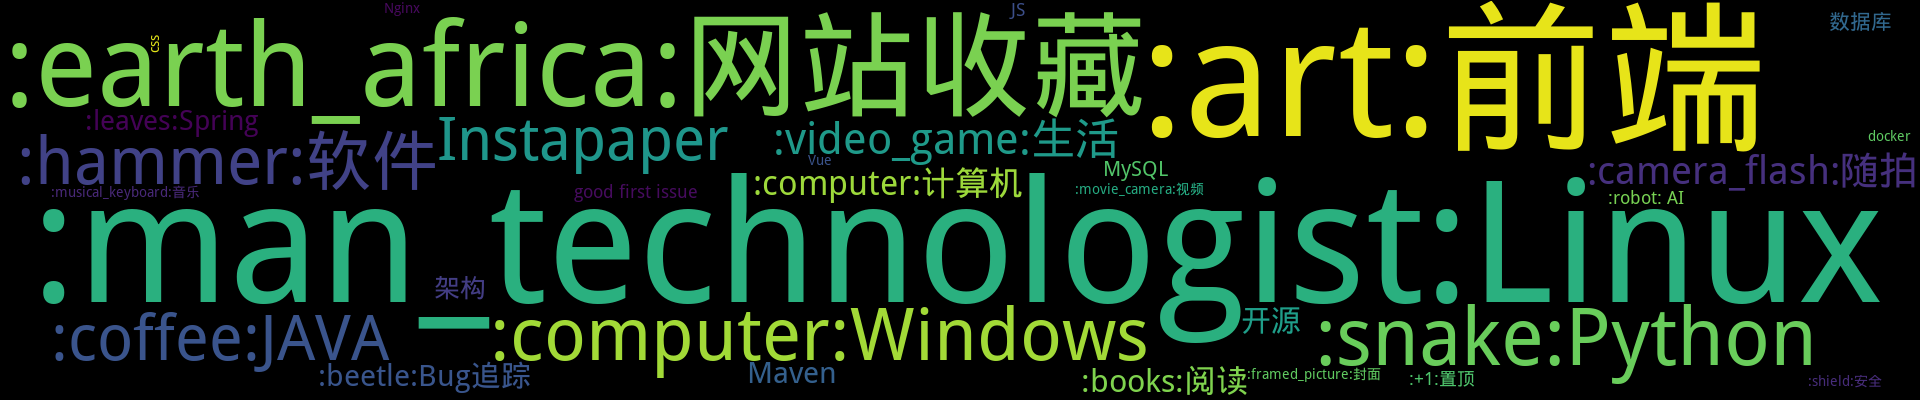 Nginx
JS
:earth_africa:网站收藏
css
:art:前端
数据库
:leaves:Spring
:hammer:软件
Instapaper
:video_game:生活
docker
Vue
MySQL
:camera_flash:随拍
:musical_keyboard:音乐
good first issue
:computer:计算机
:movie_camera:视频
:robot: AI
:man_technologist:Linux
架构
:coffee:JAVA
:computer:Windows
开源
:snake:Python
:beetle:Bug追踪
Maven
:books:阅读
:framed_picture:封面
:+1:置顶
:shield:安全